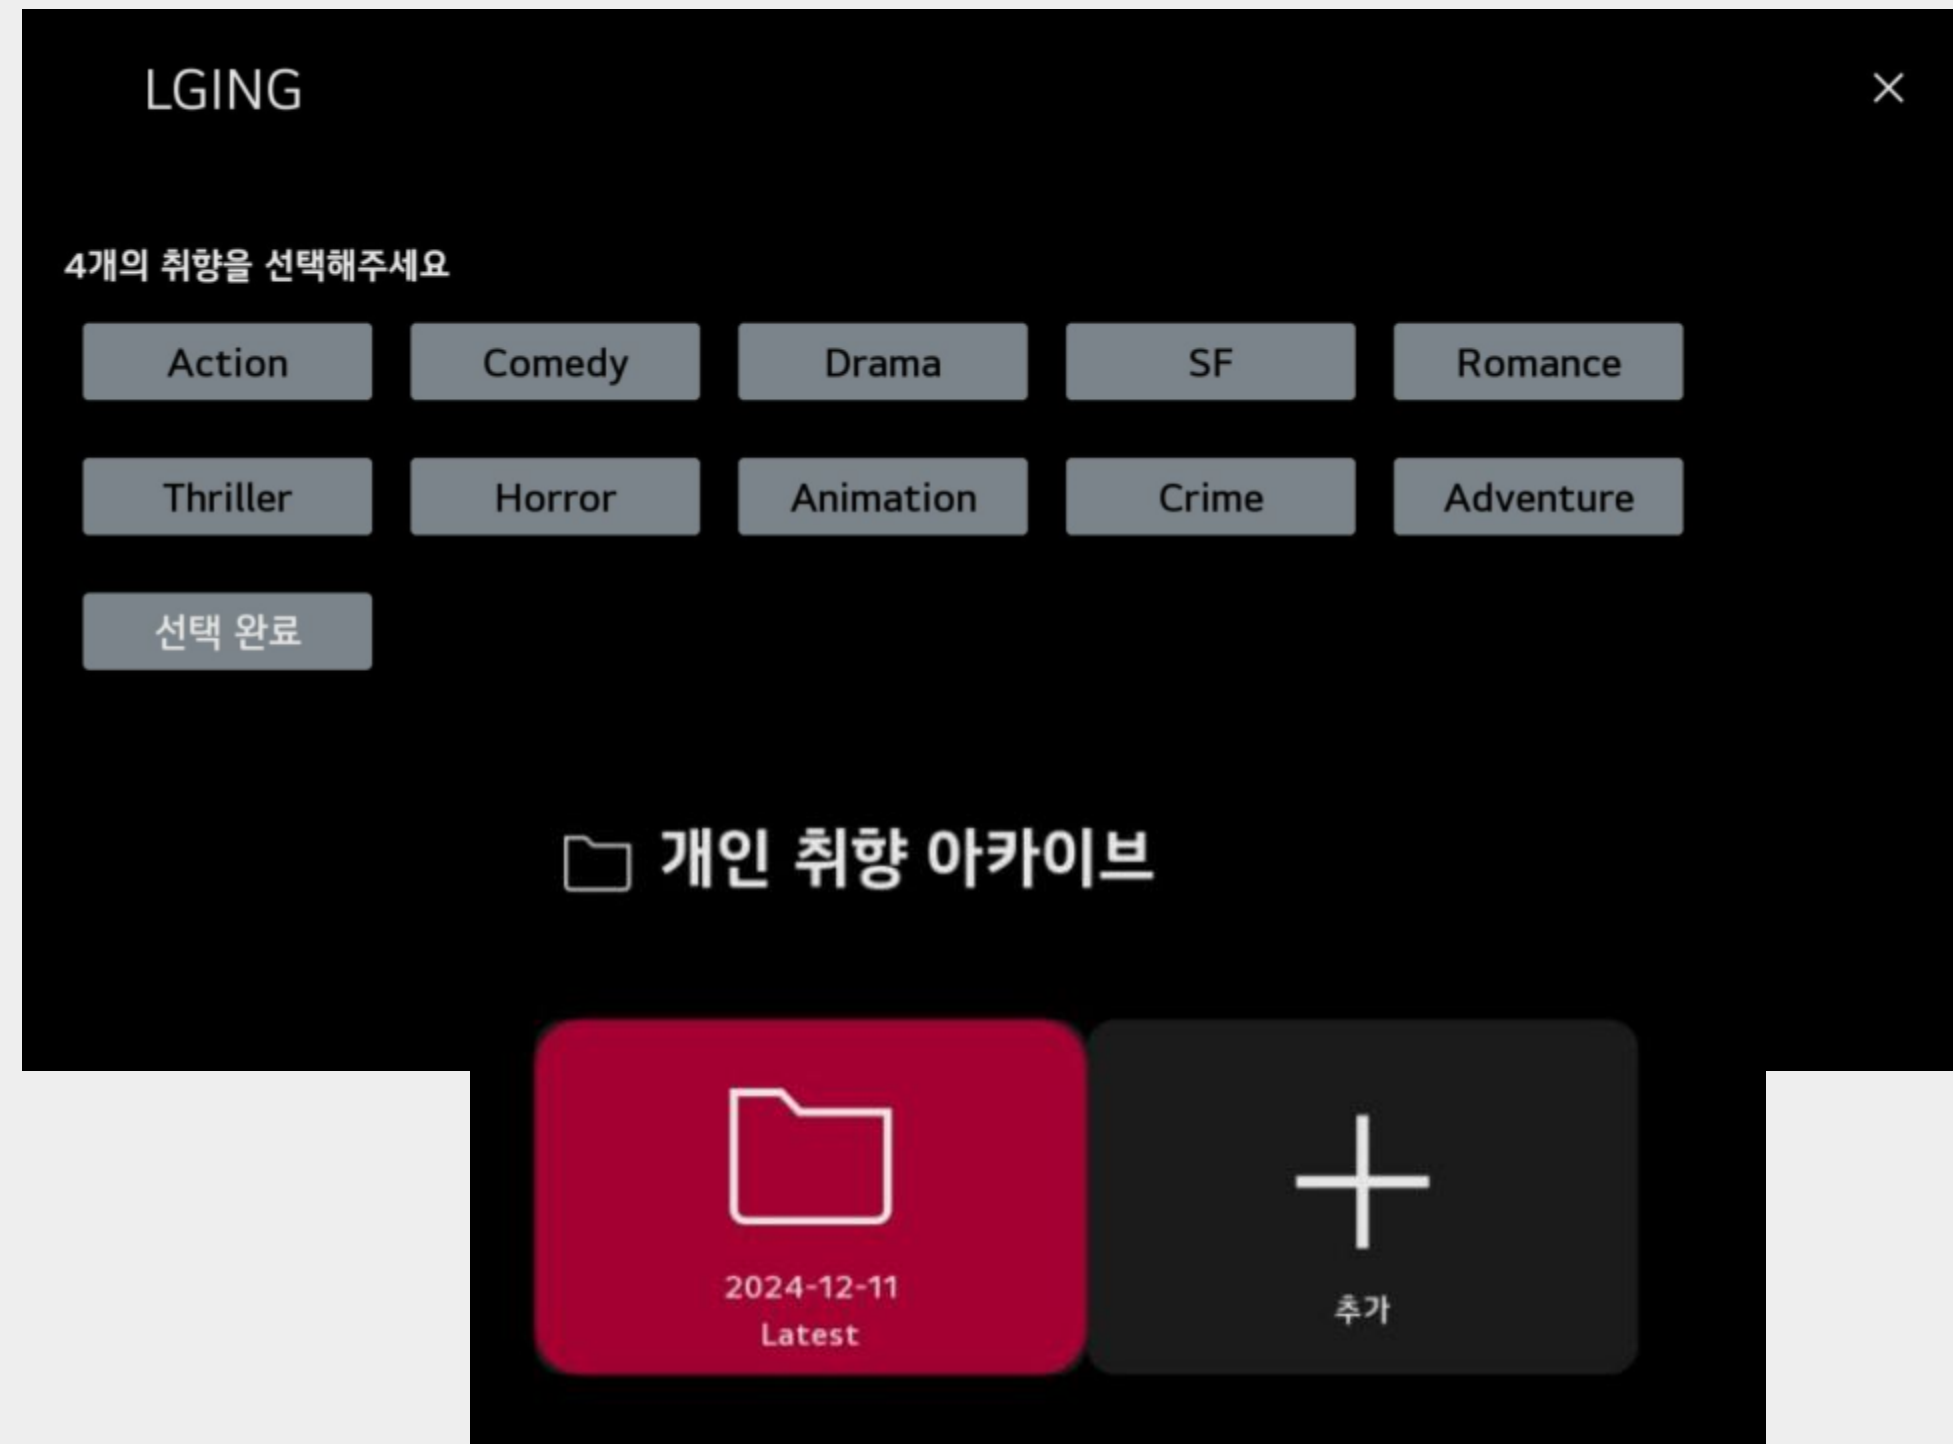 LGING
4개의 취향을 선택해주세요
Action Comedy Drama SF Romance
Thriller Horror Animation Crime Adventure
선택 완료
개인 취향 아카이브
2024-12-11
Latest
추가